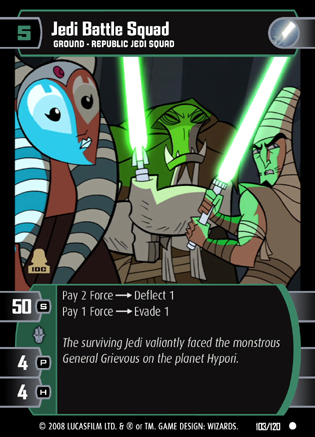 5
Jedi Battle Squad
GROUND - REPUBLIC JEDI SQUAD
IDC
50 S
Pay 2 Force → Deflect 1
Pay 1 Force → Evade 1
The surviving Jedi valiantly faced the monstrous
General Grievous on the planet Hypori.
4 P
4 H
© 2008 LUCASFILM LTD. & ® or TM. GAME DESIGN: WIZARDS. 103/120